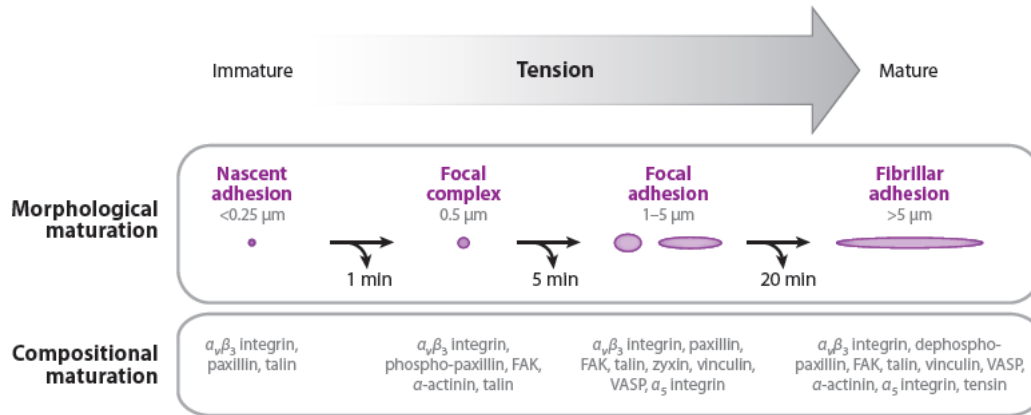 Immature
Tension
Mature
Morphological
maturation
Nascent
adhesion
<0.25 μm
Focal
complex
0.5 μm
Focal
adhesion
1–5 μm
Fibrillar
adhesion
>5 μm
1 min
5 min
20 min
Compositional
maturation
αvβ3 integrin,
paxillin, talin
αvβ3 integrin,
phospho-paxillin, FAK,
α-actinin, talin
αvβ3 integrin, paxillin,
FAK, talin, zyxin, vinculin,
VASP, α5 integrin
αvβ3 integrin, dephospho-
paxillin, FAK, talin, vinculin, VASP,
α-actinin, α5 integrin, tensin